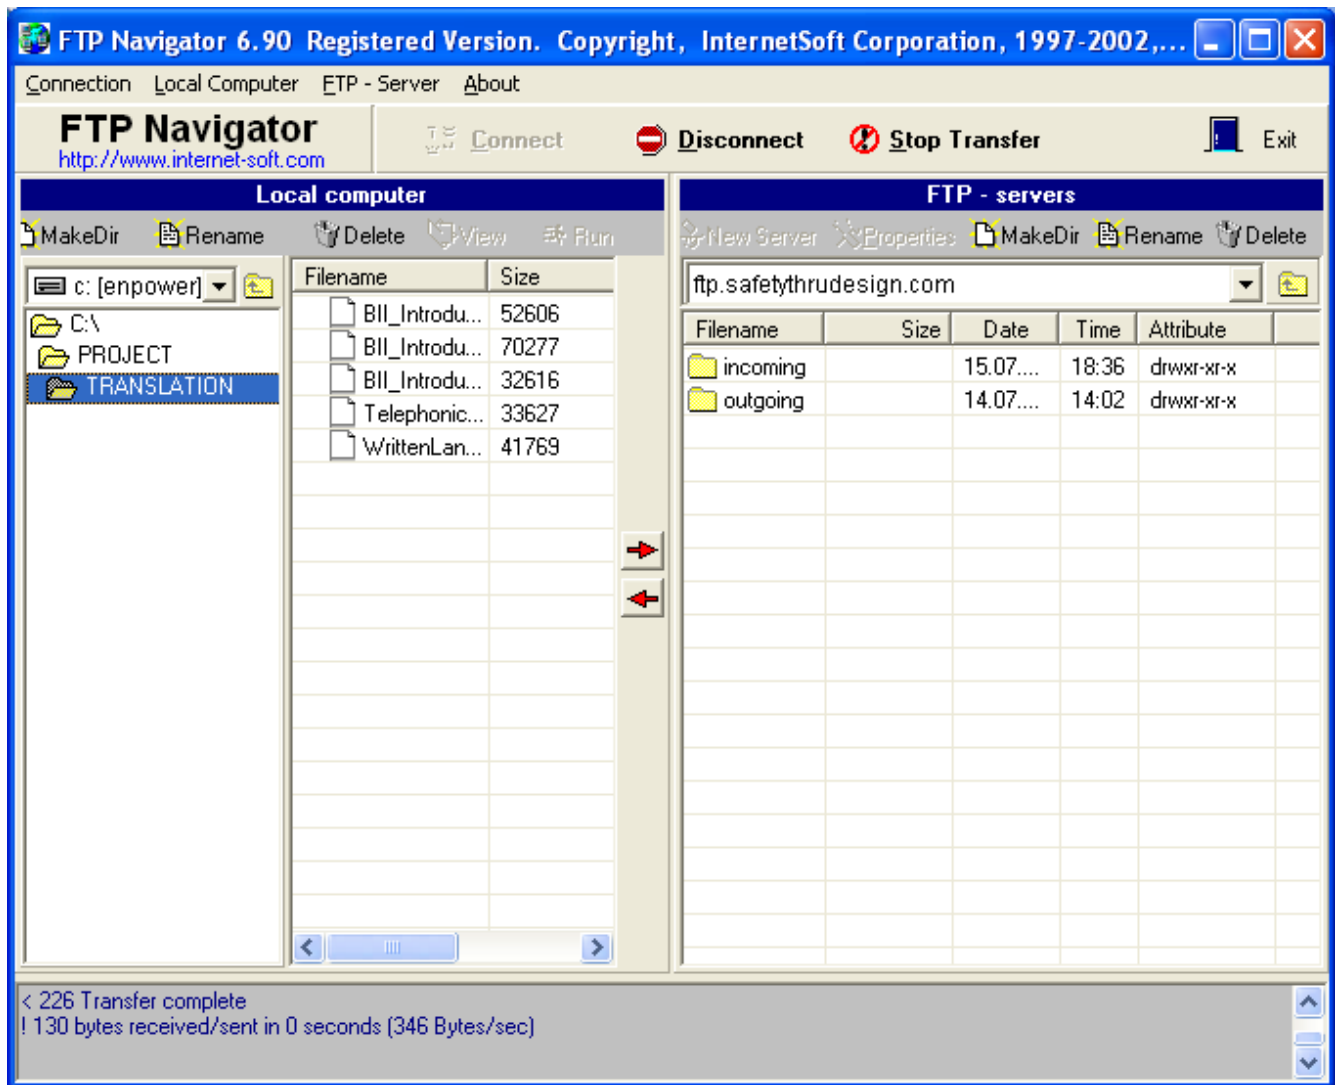 FTP Navigator 6.90 Registered Version. Copyright, InternetSoft Corporation, 1997-2002,...
Connection Local Computer FTP - Server About
FTP Navigator
http://www.internet-soft.com
Connect Disconnect Stop Transfer Exit
Local computer
MakeDir Rename Delete View Run
c: [enpower]
C:\
PROJECT
TRANSLATION
Filename Size
BII_Introdu... 52606
BII_Introdu... 70277
BII_Introdu... 32616
Telephonic... 33627
WrittenLan... 41769
FTP - servers
New Server Properties MakeDir Rename Delete
ftp.safetythrudesign.com
Filename Size Date Time Attribute
incoming 15.07.... 18:36 drwxr-xr-x
outgoing 14.07.... 14:02 drwxr-xr-x
< 226 Transfer complete
! 130 bytes received/sent in 0 seconds (346 Bytes/sec)